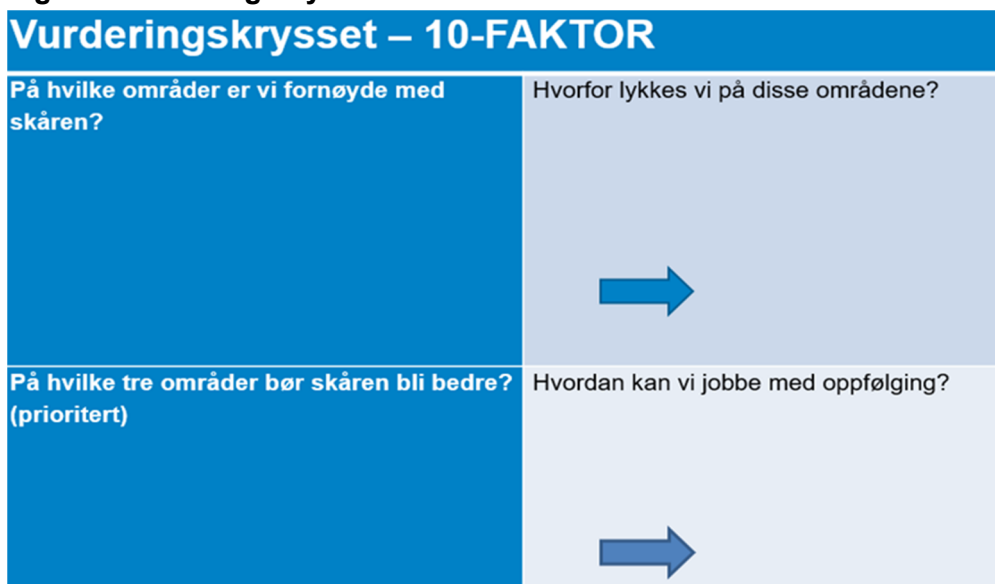 Vurderingskrysset – 10-FAKTOR
På hvilke områder er vi fornøyde med
skåren?
Hvorfor lykkes vi på disse områdene?
På hvilke tre områder bør skåren bli bedre?
(prioritert)
Hvordan kan vi jobbe med oppfølging?